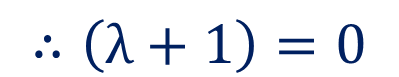 ∴ (λ + 1) = 0